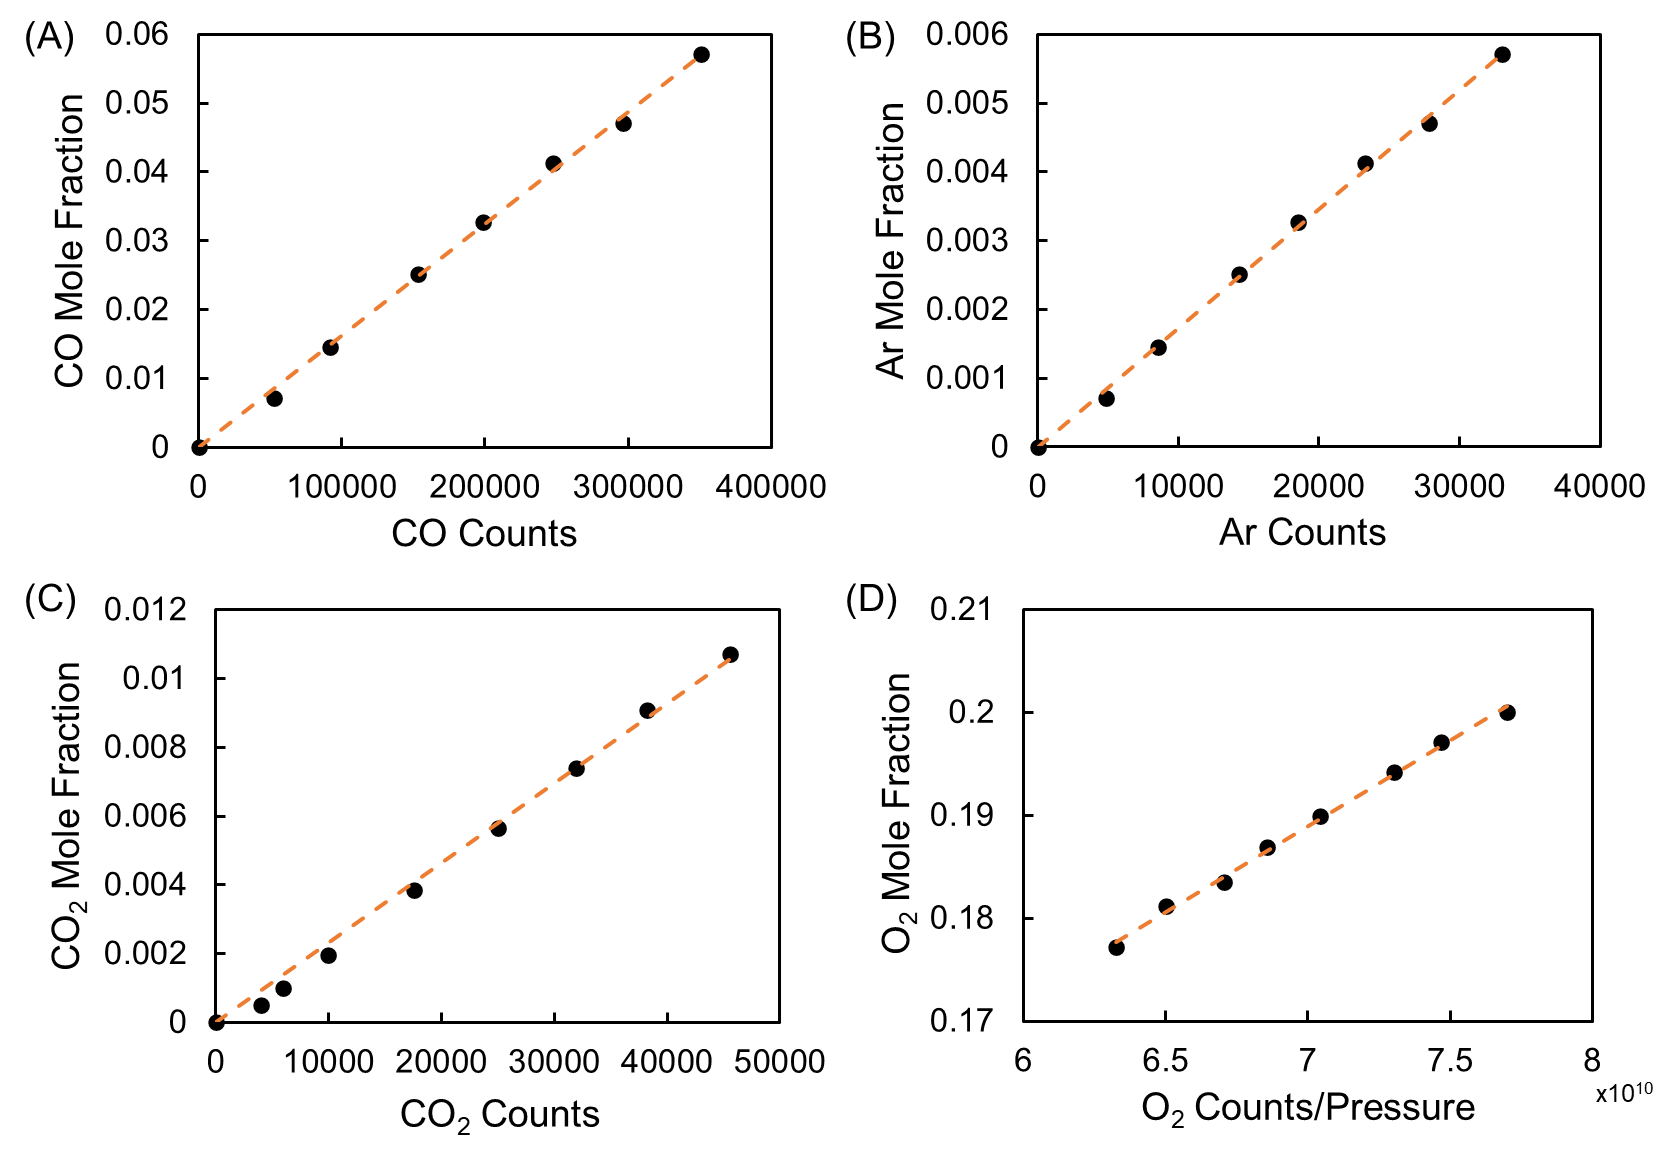 (A)
CO Mole Fraction
0.06
0.05
0.04
0.03
0.02
0.01
0
0 100000 200000 300000 400000
CO Counts
(B)
Ar Mole Fraction
0.006
0.005
0.004
0.003
0.002
0.001
0
0 10000 20000 30000 40000
Ar Counts
(C)
CO₂ Mole Fraction
0.012
0.01
0.008
0.006
0.004
0.002
0
0 10000 20000 30000 40000 50000
CO₂ Counts
(D)
O₂ Mole Fraction
0.21
0.2
0.19
0.18
0.17
6 6.5 7 7.5 8
x10¹⁰
O₂ Counts/Pressure